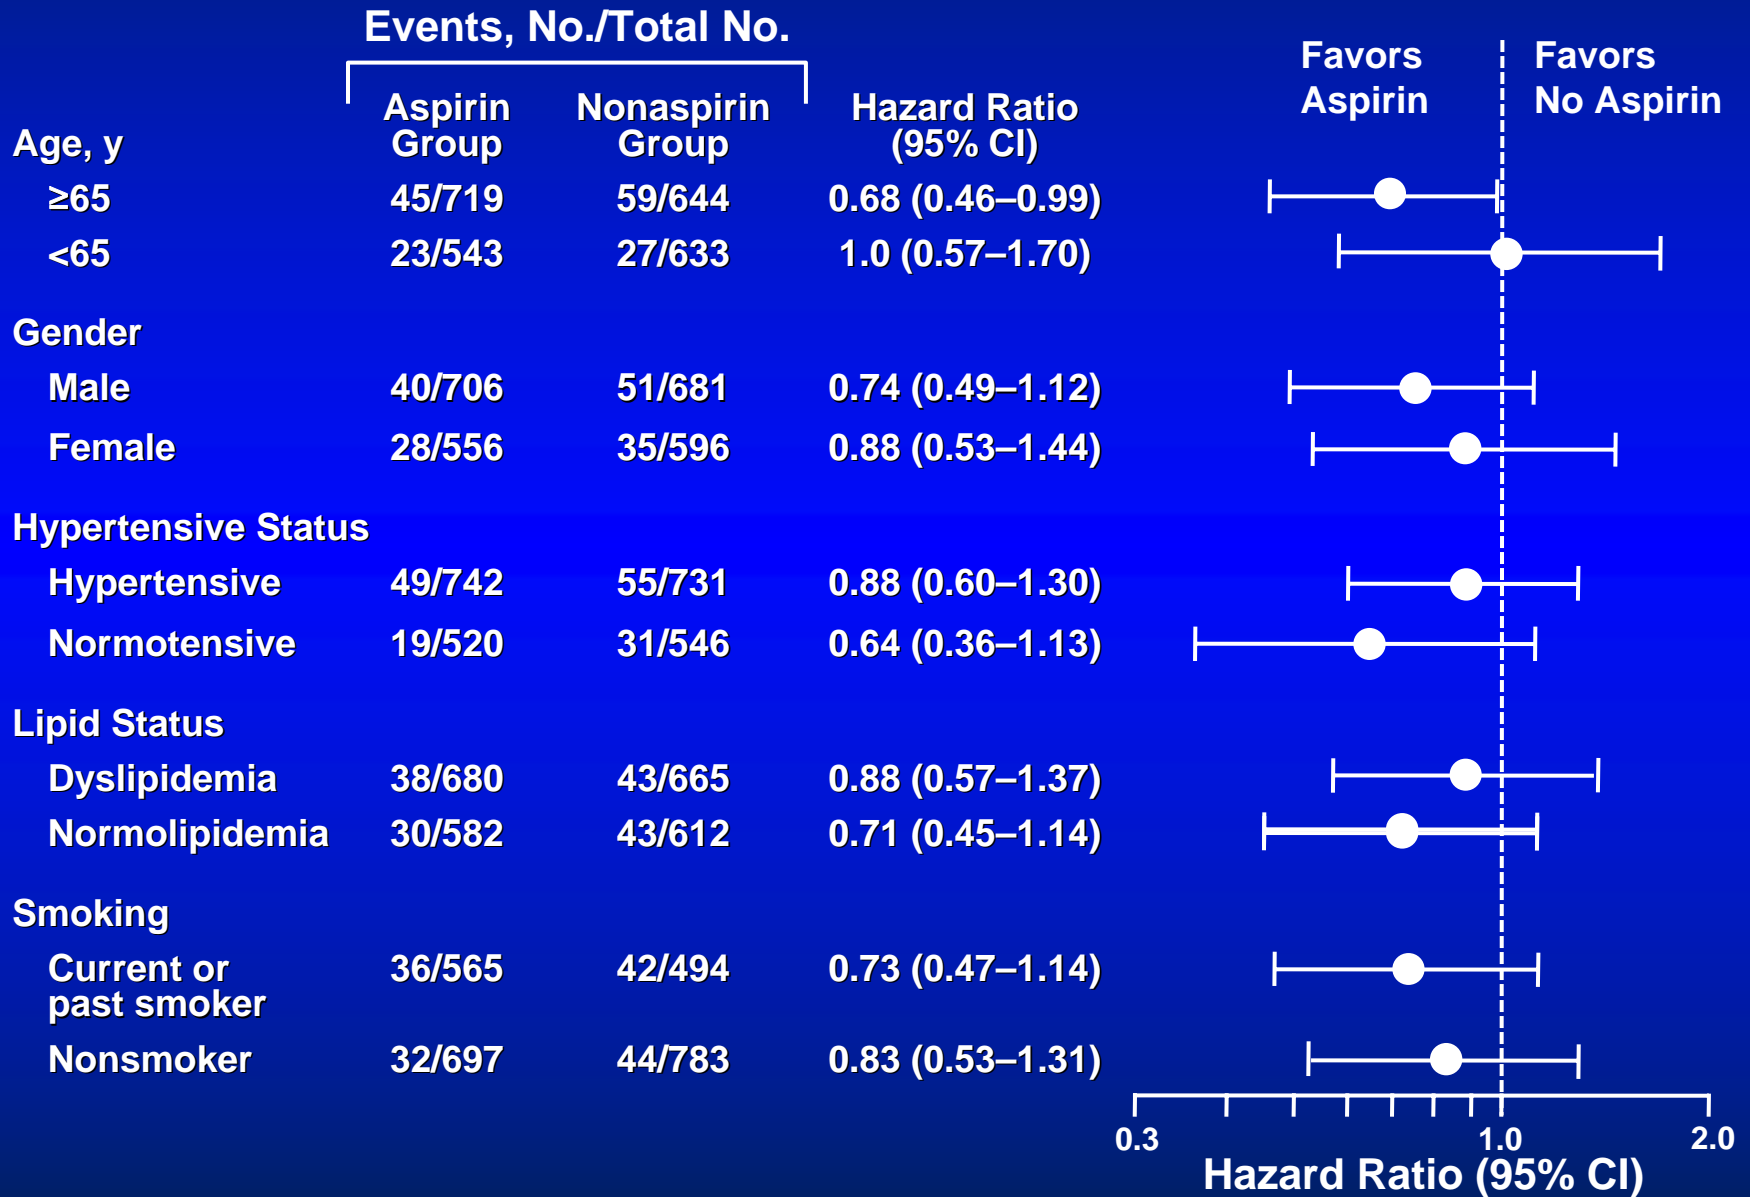 Events, No./Total No.
Favors Aspirin
Favors No Aspirin
Age, y
Aspirin Group
Nonaspirin Group
Hazard Ratio (95% CI)
≥65 45/719 59/644 0.68 (0.46–0.99)
<65 23/543 27/633 1.0 (0.57–1.70)
Gender
Male 40/706 51/681 0.74 (0.49–1.12)
Female 28/556 35/596 0.88 (0.53–1.44)
Hypertensive Status
Hypertensive 49/742 55/731 0.88 (0.60–1.30)
Normotensive 19/520 31/546 0.64 (0.36–1.13)
Lipid Status
Dyslipidemia 38/680 43/665 0.88 (0.57–1.37)
Normolipidemia 30/582 43/612 0.71 (0.45–1.14)
Smoking
Current or 36/565 42/494 0.73 (0.47–1.14)
past smoker
Nonsmoker 32/697 44/783 0.83 (0.53–1.31)
0.3 1.0 2.0
Hazard Ratio (95% CI)